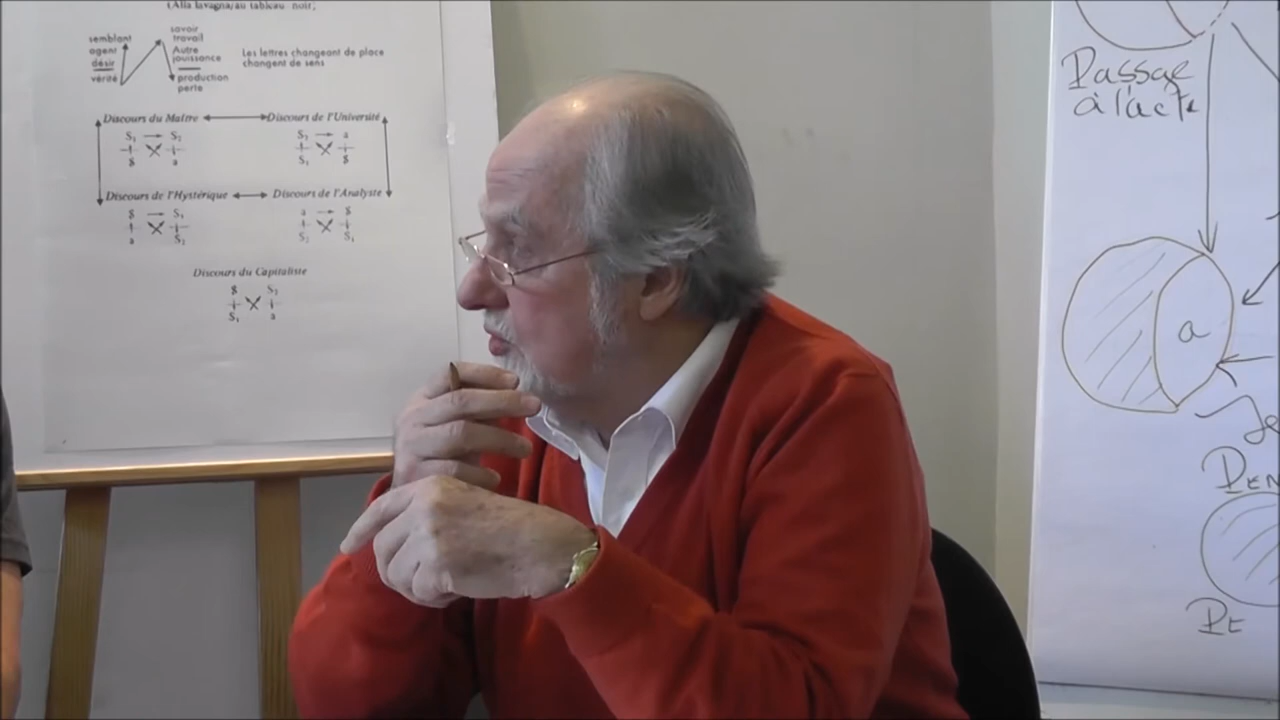 (Alla lavagna/au tableau noir)
semblant
agent
désir
vérité
savoir
travail
Autre
jouissance
production
perte
Les lettres changeant de place
changent de sens
Discours du Maître
Discours de l'Université
S₁ → S₂
$ a
S₂ → a
S₁ $
Discours de l'Hystérique
Discours de l'Analyste
$ → S₁
a S₂
a → $
S₂ S₁
Discours du Capitaliste
$ S₂
S₁ a
Passage
à l'acte
a